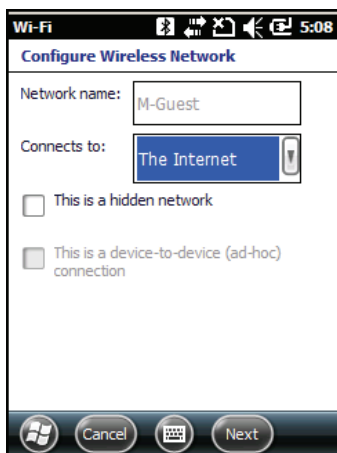 Wi-Fi 5:08
Configure Wireless Network
Network name: M-Guest
Connects to: The Internet
This is a hidden network
This is a device-to-device (ad-hoc)
connection
Cancel Next